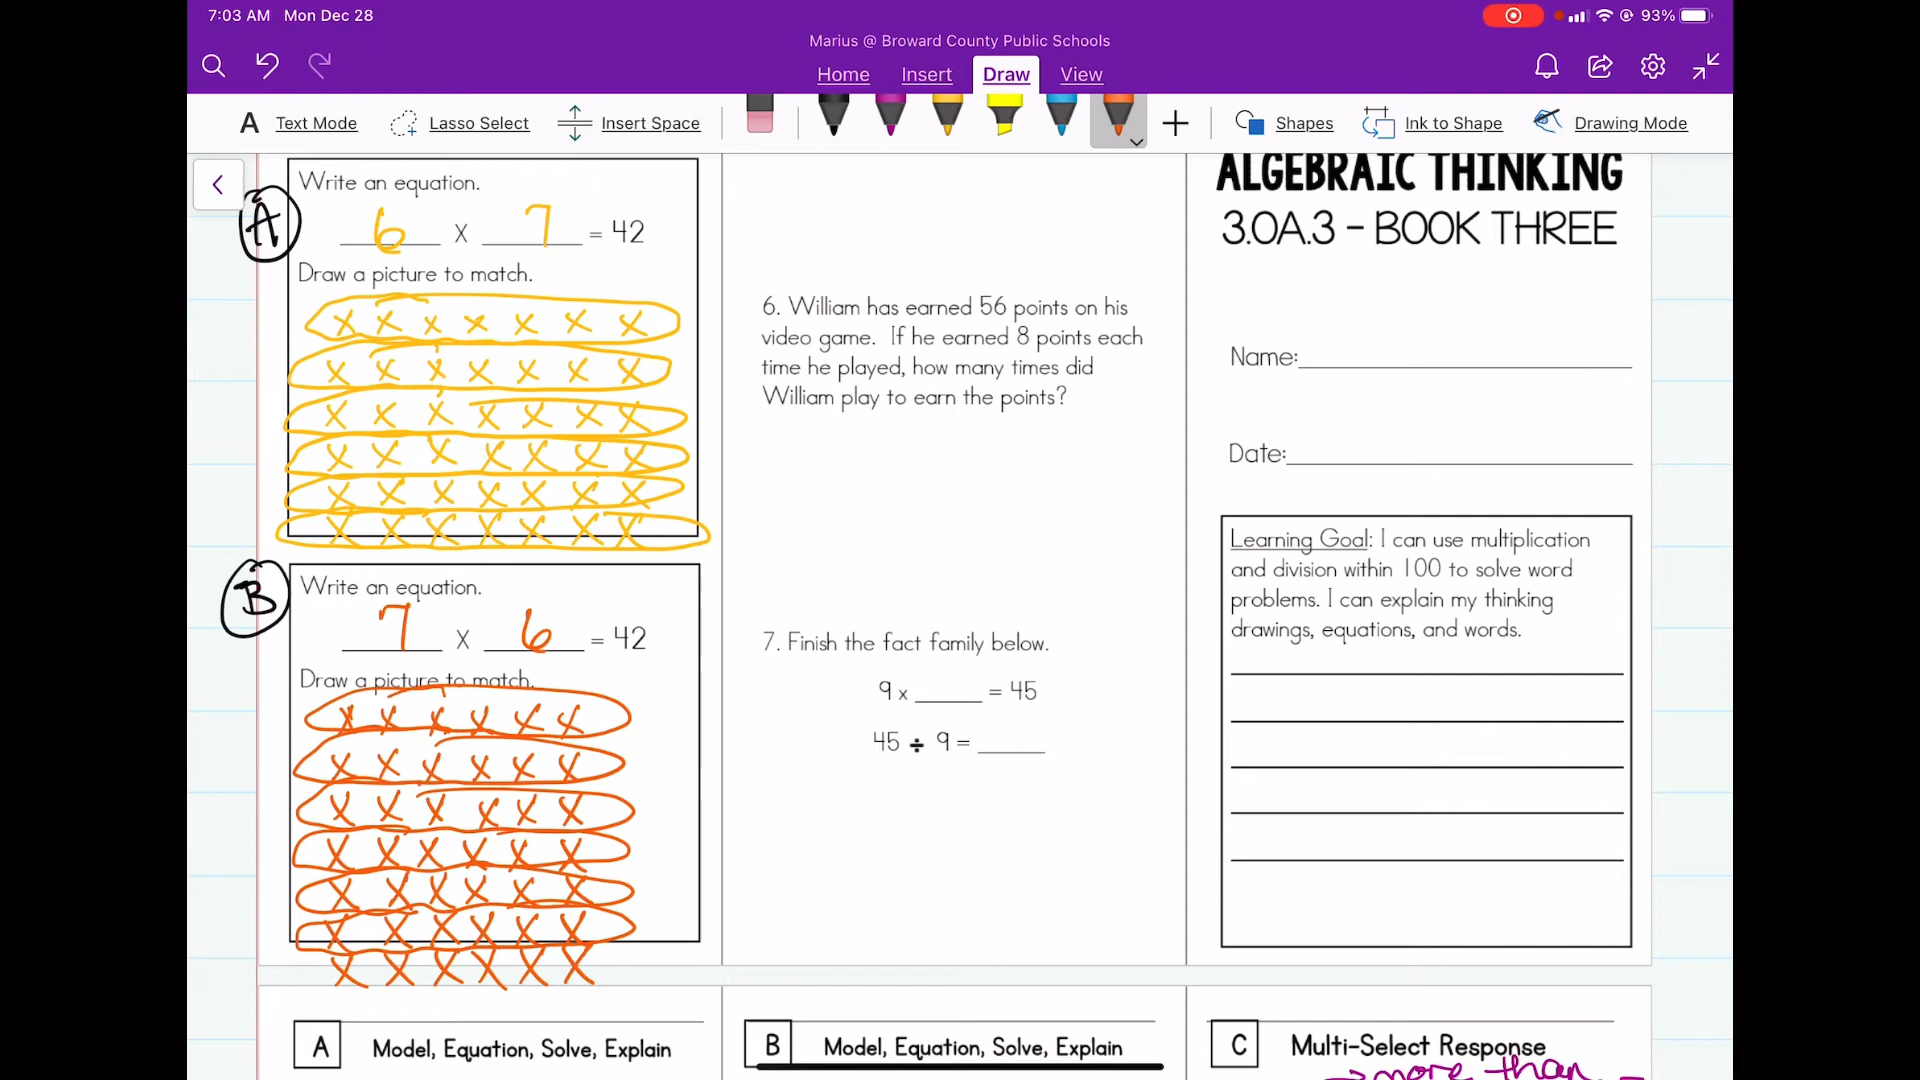 7:03 AM Mon Dec 28
93%
Marius @ Broward County Public Schools
Home Insert Draw View
A Text Mode Lasso Select Insert Space Shapes Ink to Shape Drawing Mode
A
Write an equation.
6 x 7 = 42
Draw a picture to match.
x x x x x x x
x x x x x x x
x x x x x x x
x x x x x x x
x x x x x x x
x x x x x x x
B
Write an equation.
7 x 6 = 42
Draw a picture to match.
x x x x x x
x x x x x x
x x x x x x
x x x x x x
x x x x x x
x x x x x x
x x x x x x
6. William has earned 56 points on his
video game. If he earned 8 points each
time he played, how many times did
William play to earn the points?
7. Finish the fact family below.
9 x ______ = 45
45 ÷ 9 = ______
ALGEBRAIC THINKING
3.OA.3 - BOOK THREE
Name:
Date:
Learning Goal: I can use multiplication
and division within 100 to solve word
problems. I can explain my thinking
drawings, equations, and words.
A Model, Equation, Solve, Explain
B Model, Equation, Solve, Explain
C Multi-Select Response
→ more than